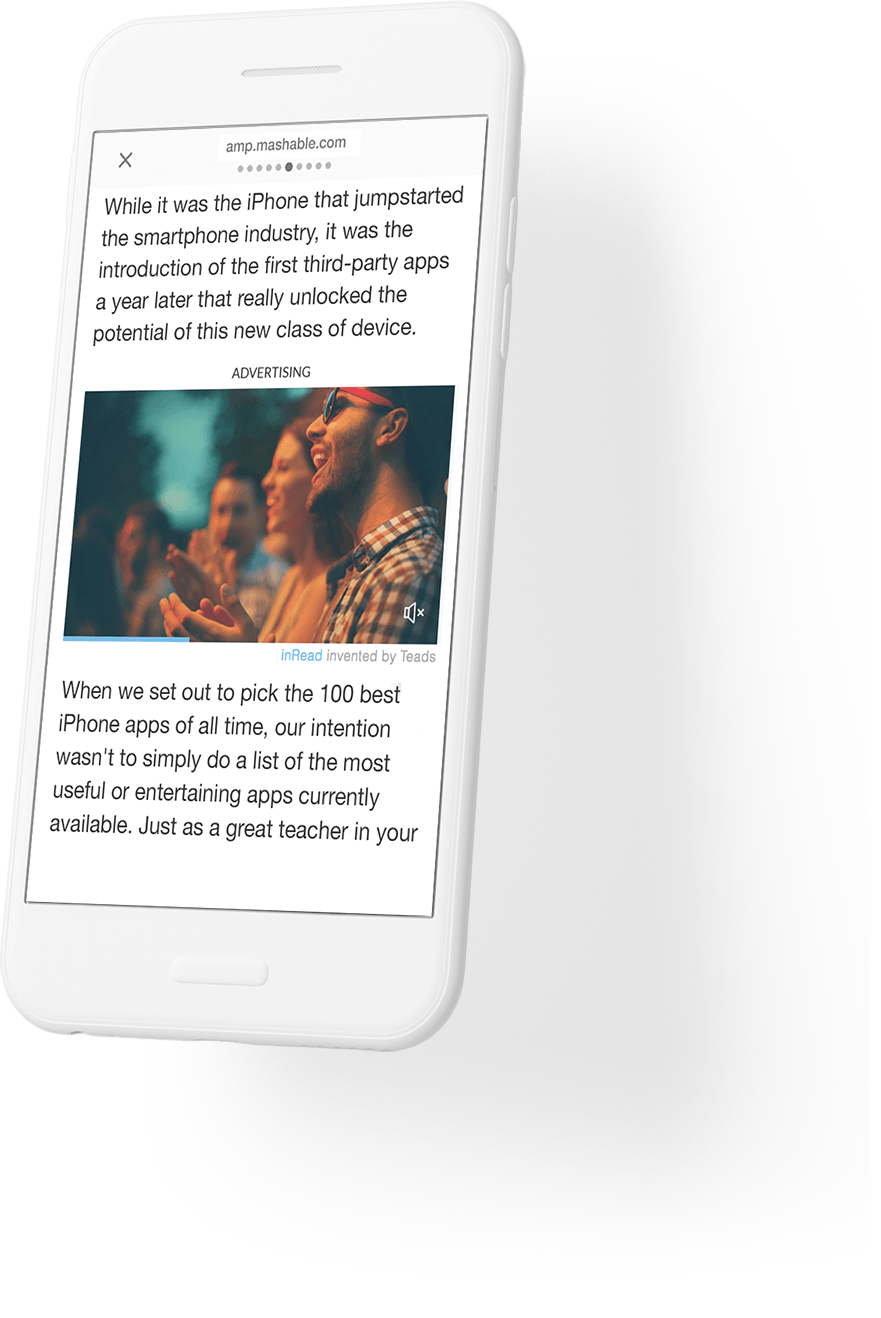 amp.mashable.com
While it was the iPhone that jumpstarted
the smartphone industry, it was the
introduction of the first third-party apps
a year later that really unlocked the
potential of this new class of device.
ADVERTISING
inRead invented by Teads
When we set out to pick the 100 best
iPhone apps of all time, our intention
wasn't to simply do a list of the most
useful or entertaining apps currently
available. Just as a great teacher in your